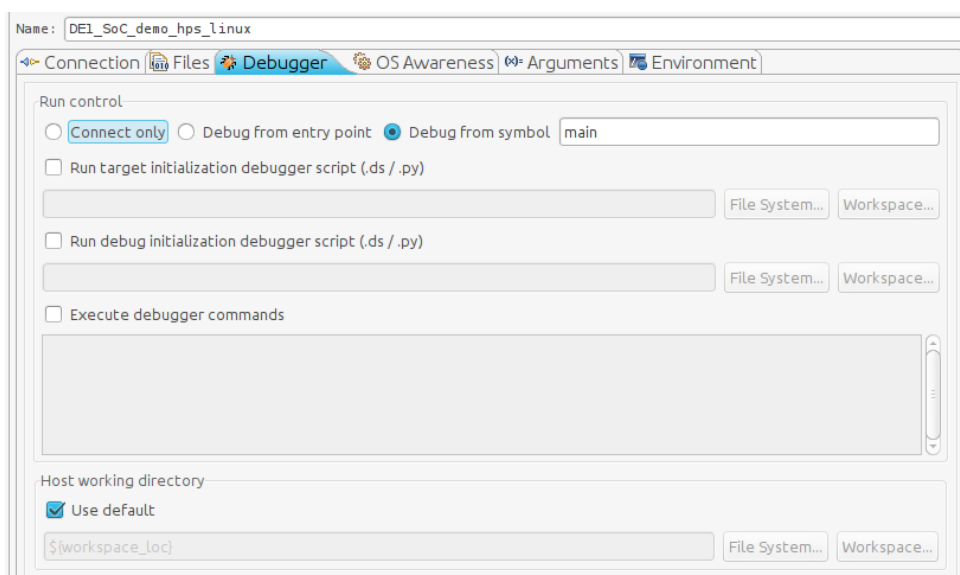 Name: DE1_SoC_demo_hps_linux
Connection Files Debugger OS Awareness (x)= Arguments Environment
Run control
Connect only Debug from entry point Debug from symbol main
Run target initialization debugger script (.ds / .py)
File System... Workspace...
Run debug initialization debugger script (.ds / .py)
File System... Workspace...
Execute debugger commands
Host working directory
Use default
${workspace_loc} File System... Workspace...